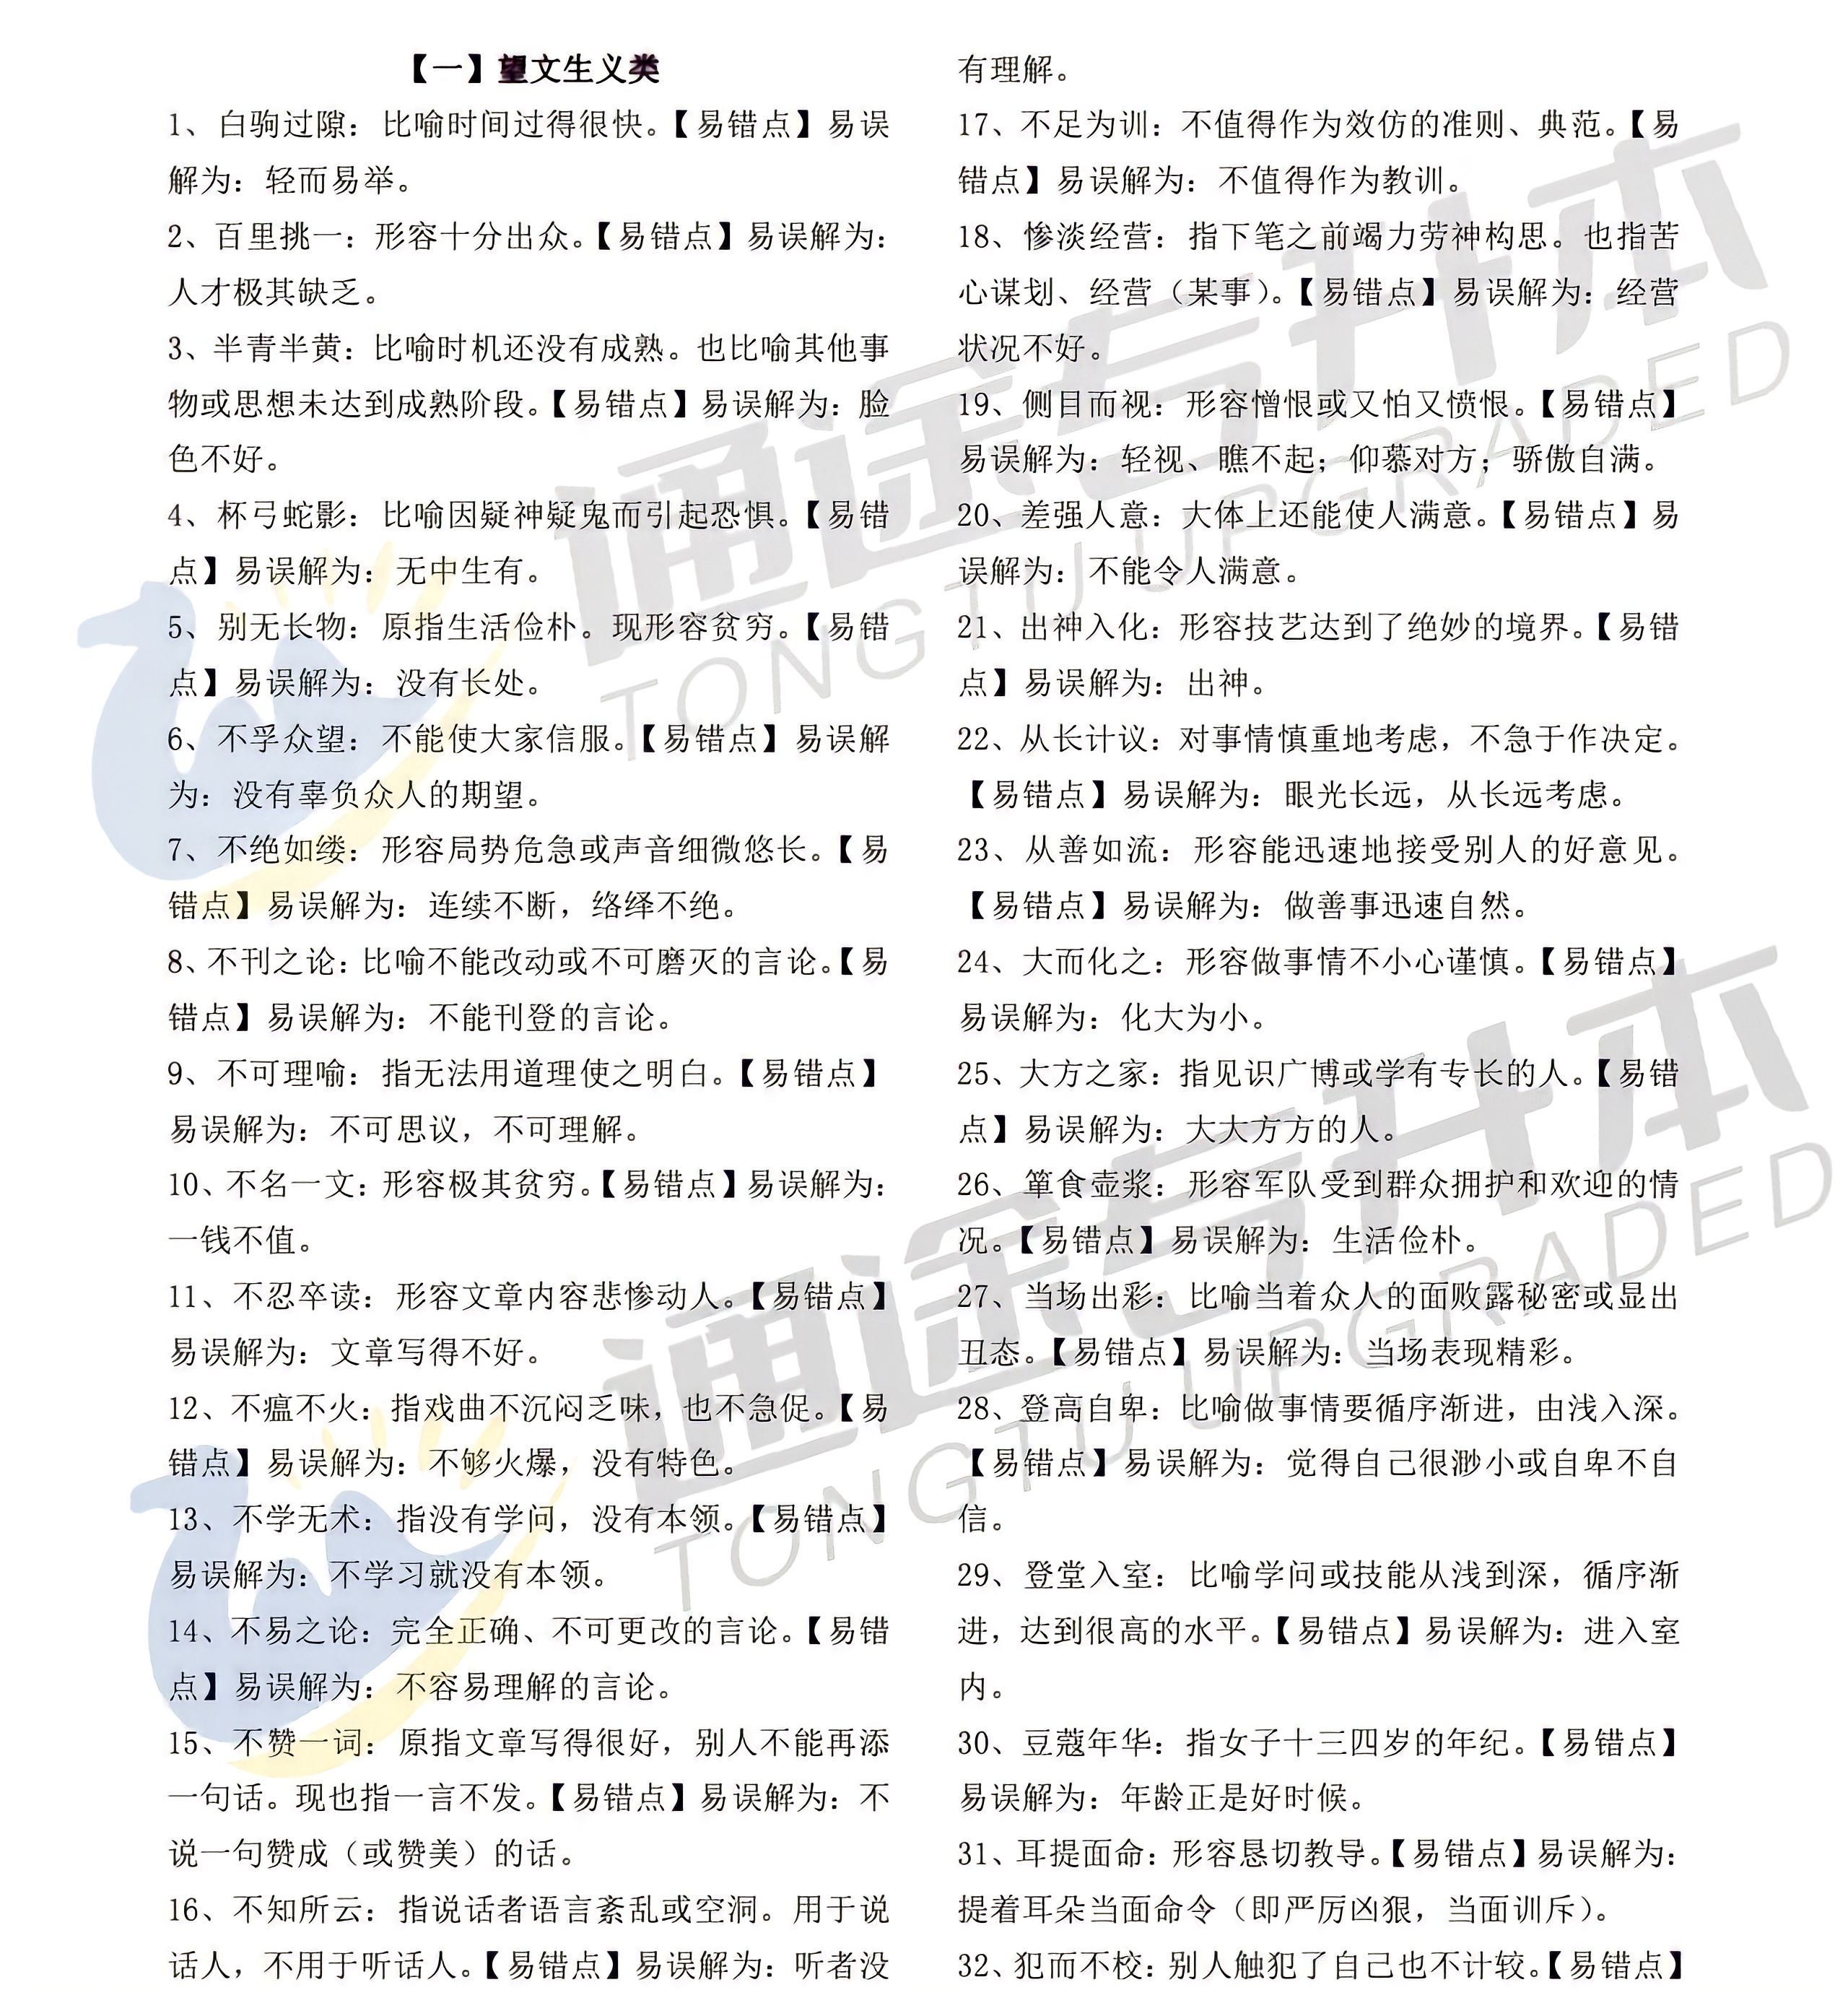 【一】望文生义类
1、白驹过隙：比喻时间过得很快。【易错点】易误
解为：轻而易举。
2、百里挑一：形容十分出众。【易错点】易误解为：
人才极其缺乏。
3、半青半黄：比喻时机还没有成熟。也比喻其他事
物或思想未达到成熟阶段。【易错点】易误解为：脸
色不好。
4、杯弓蛇影：比喻因疑神疑鬼而引起恐惧。【易错
点】易误解为：无中生有。
5、别无长物：原指生活俭朴。现形容贫穷。【易错
点】易误解为：没有长处。
6、不孚众望：不能使大家信服。【易错点】易误解
为：没有辜负众人的期望。
7、不绝如缕：形容局势危急或声音细微悠长。【易
错点】易误解为：连续不断，络绎不绝。
8、不刊之论：比喻不能改动或不可磨灭的言论。【易
错点】易误解为：不能刊登的言论。
9、不可理喻：指无法用道理使之明白。【易错点】
易误解为：不可思议，不可理解。
10、不名一文：形容极其贫穷。【易错点】易误解为：
一钱不值。
11、不忍卒读：形容文章内容悲惨动人。【易错点】
易误解为：文章写得不好。
12、不瘟不火：指戏曲不沉闷乏味，也不急促。【易
错点】易误解为：不够火爆，没有特色。
13、不学无术：指没有学问，没有本领。【易错点】
易误解为：不学习就没有本领。
14、不易之论：完全正确、不可更改的言论。【易错
点】易误解为：不容易理解的言论。
15、不赞一词：原指文章写得很好，别人不能再添
一句话。现也指一言不发。【易错点】易误解为：不
说一句赞成（或赞美）的话。
16、不知所云：指说话者语言紊乱或空洞。用于说
话人，不用于听话人。【易错点】易误解为：听者没
有理解。
17、不足为训：不值得作为效仿的准则、典范。【易
错点】易误解为：不值得作为教训。
18、惨淡经营：指下笔之前竭力劳神构思。也指苦
心谋划、经营（某事）。【易错点】易误解为：经营
状况不好。
19、侧目而视：形容憎恨或又怕又愤恨。【易错点】
易误解为：轻视、瞧不起；仰慕对方；骄傲自满。
20、差强人意：大体上还能使人满意。【易错点】易
误解为：不能令人满意。
21、出神入化：形容技艺达到了绝妙的境界。【易错
点】易误解为：出神。
22、从长计议：对事情慎重地考虑，不急于作决定。
【易错点】易误解为：眼光长远，从长远考虑。
23、从善如流：形容能迅速地接受别人的好意见。
【易错点】易误解为：做善事迅速自然。
24、大而化之：形容做事情不小心谨慎。【易错点】
易误解为：化大为小。
25、大方之家：指见识广博或学有专长的人。【易错
点】易误解为：大大方方的人。
26、箪食壶浆：形容军队受到群众拥护和欢迎的情
况。【易错点】易误解为：生活俭朴。
27、当场出彩：比喻当着众人的面败露秘密或显出
丑态。【易错点】易误解为：当场表现精彩。
28、登高自卑：比喻做事情要循序渐进，由浅入深。
【易错点】易误解为：觉得自己很渺小或自卑不自
信。
29、登堂入室：比喻学问或技能从浅到深，循序渐
进，达到很高的水平。【易错点】易误解为：进入室
内。
30、豆蔻年华：指女子十三四岁的年纪。【易错点】
易误解为：年龄正是好时候。
31、耳提面命：形容恳切教导。【易错点】易误解为：
提着耳朵当面命令（即严厉凶狠，当面训斥）。
32、犯而不校：别人触犯了自己也不计较。【易错点】
通途专升本
TONGTU UPGRADED
通途专升本
TONGTU UPGRADED